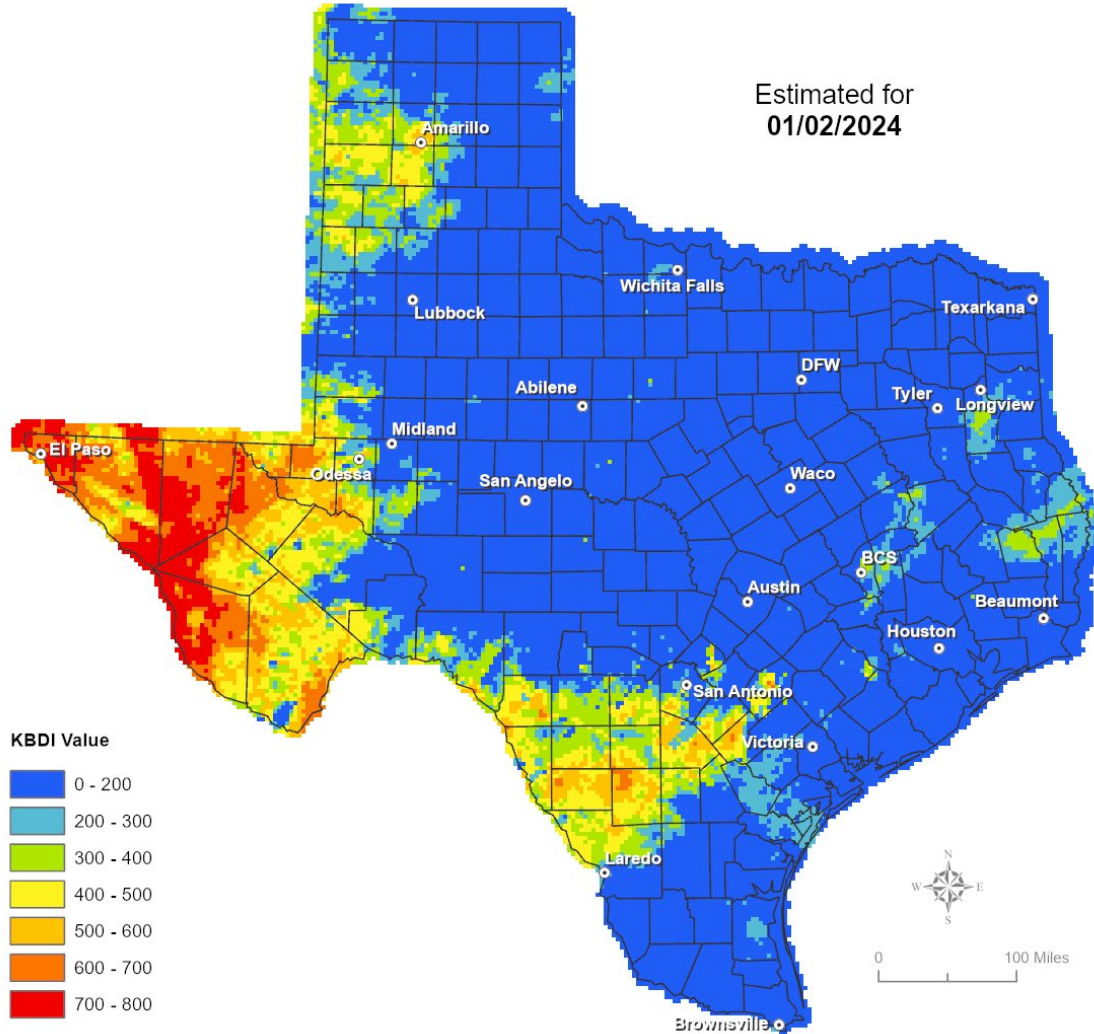 Estimated for
01/02/2024
Amarillo
Wichita Falls
Lubbock
Texarkana
DFW
Abilene
Tyler
Longview
Midland
El Paso
Odessa
San Angelo
Waco
BCS
Austin
Beaumont
Houston
San Antonio
Victoria
Laredo
Brownsville
KBDI Value
0 - 200
200 - 300
300 - 400
400 - 500
500 - 600
600 - 700
700 - 800
N
W E
S
0 100 Miles